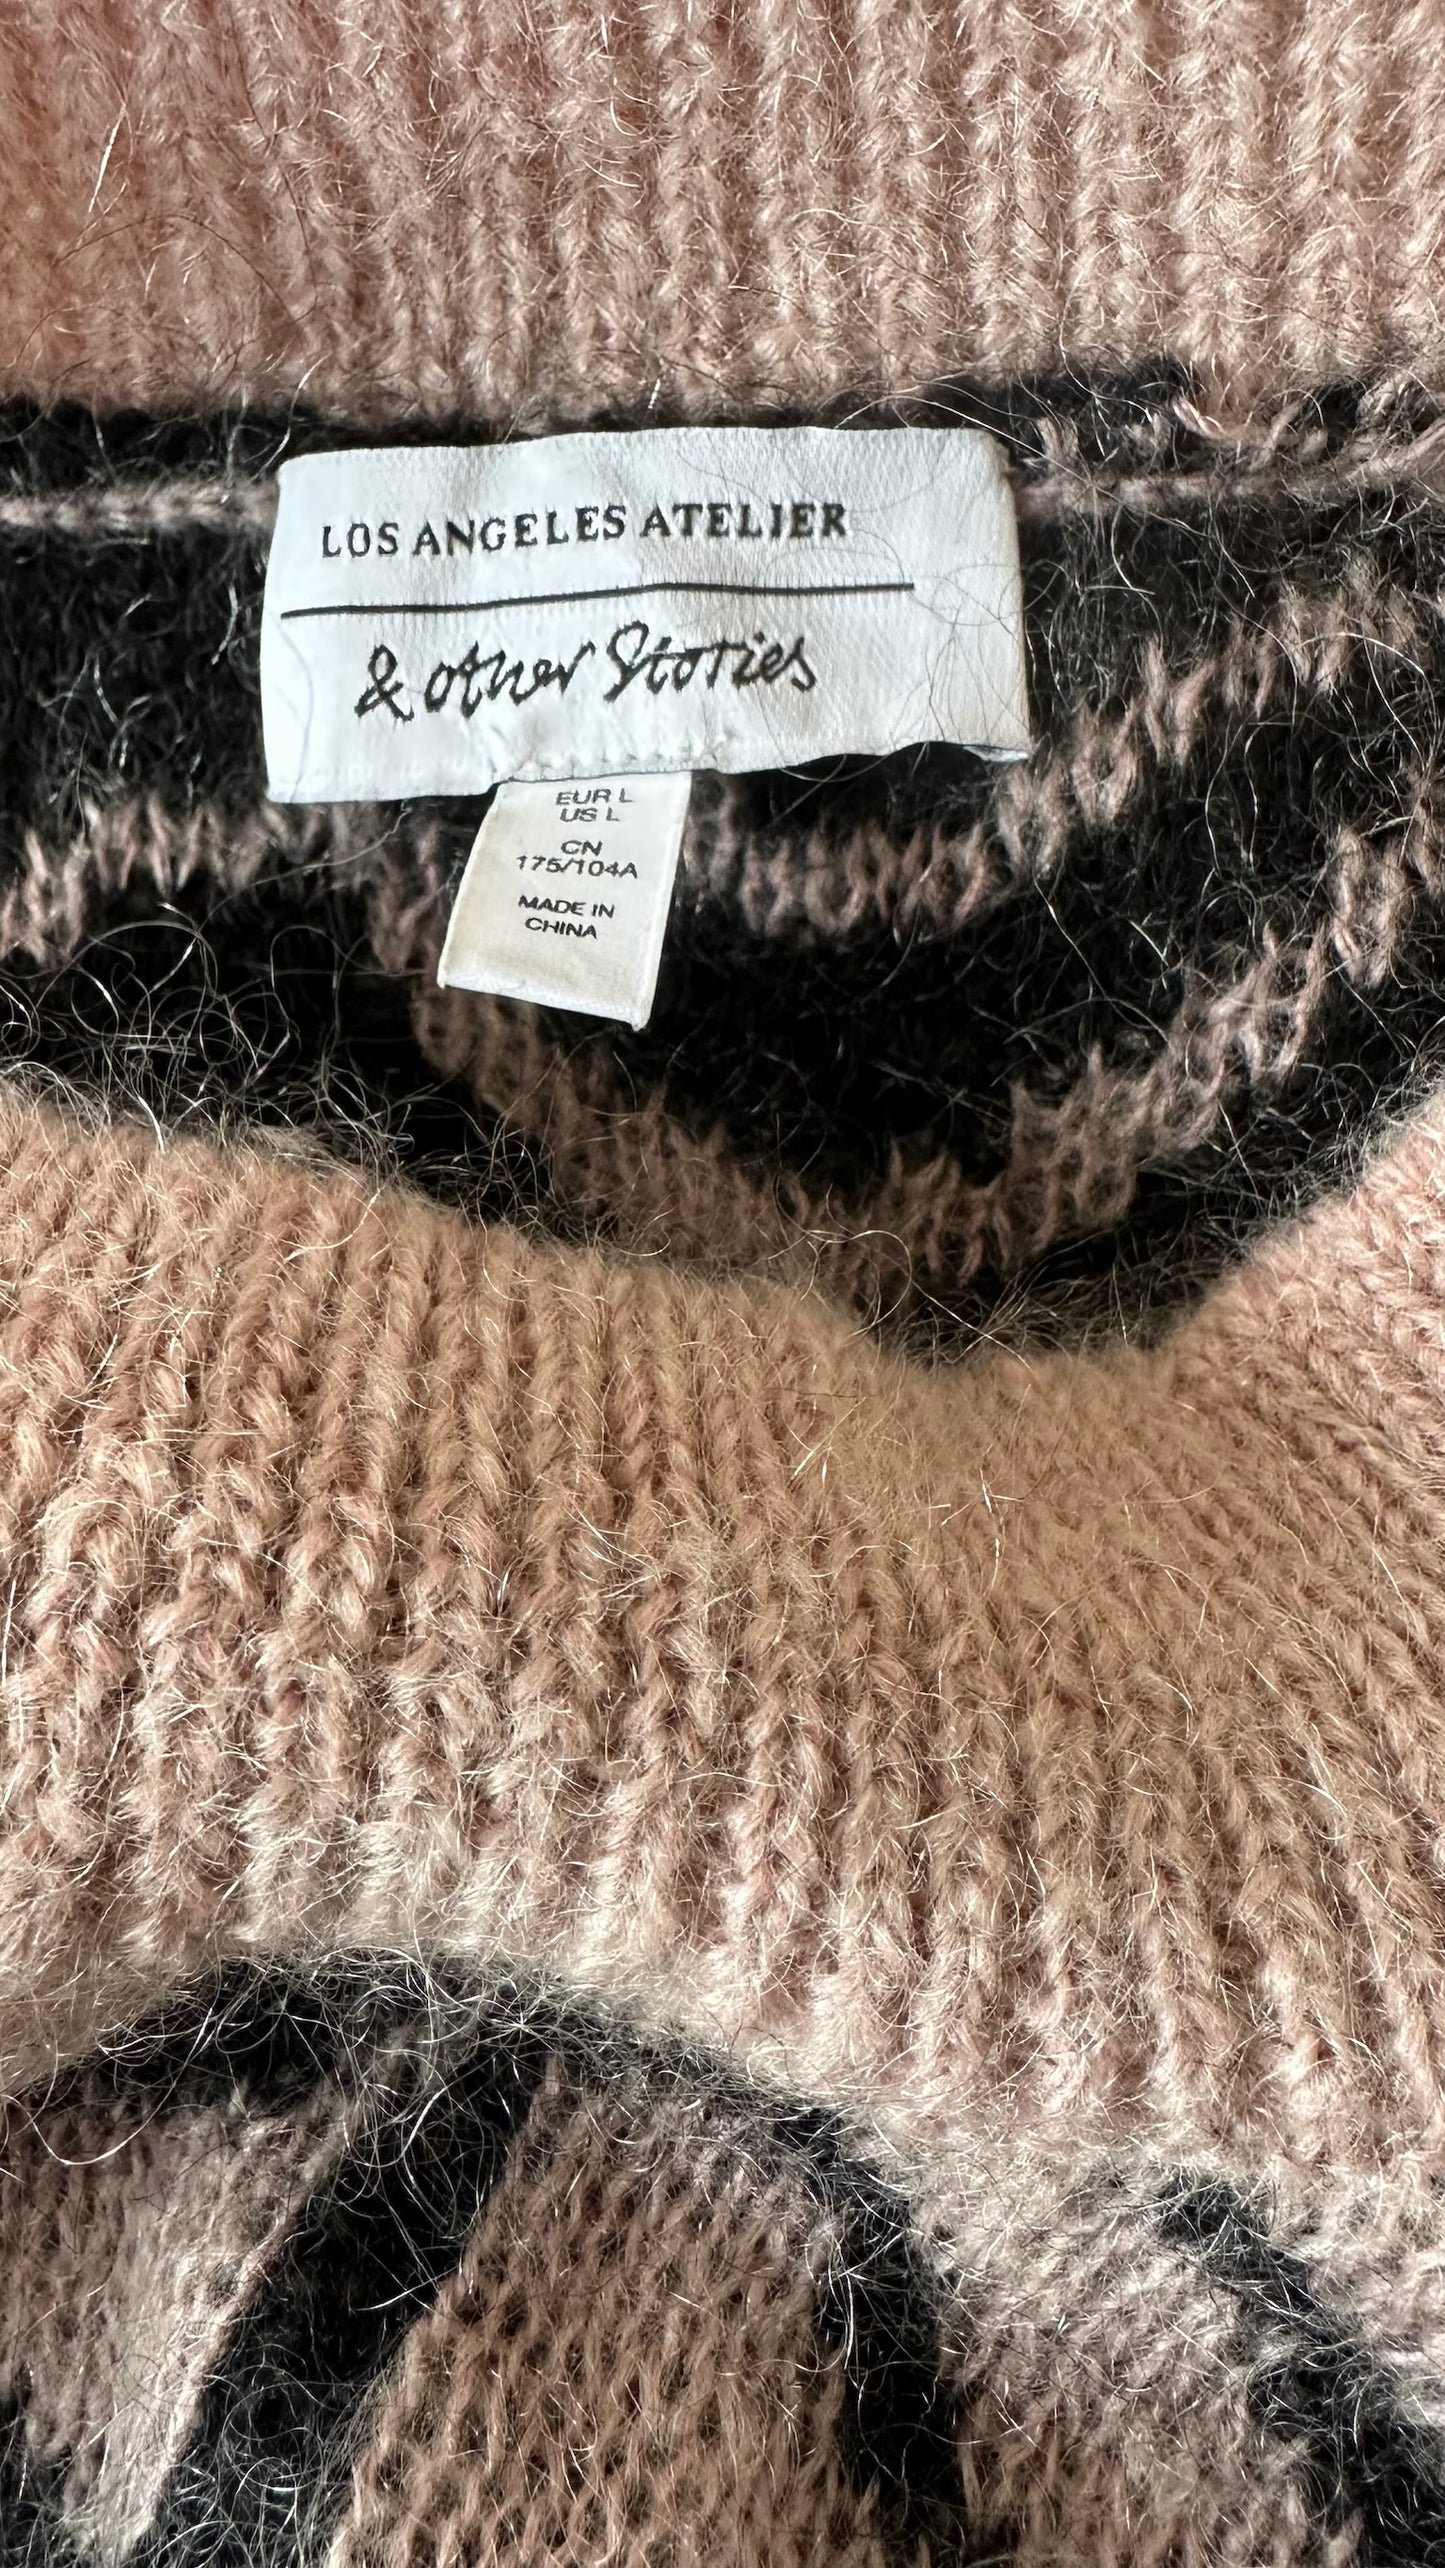 LOS ANGELES ATELIER
& other Stories
EUR L
US L
CN
175/104A
MADE IN
CHINA